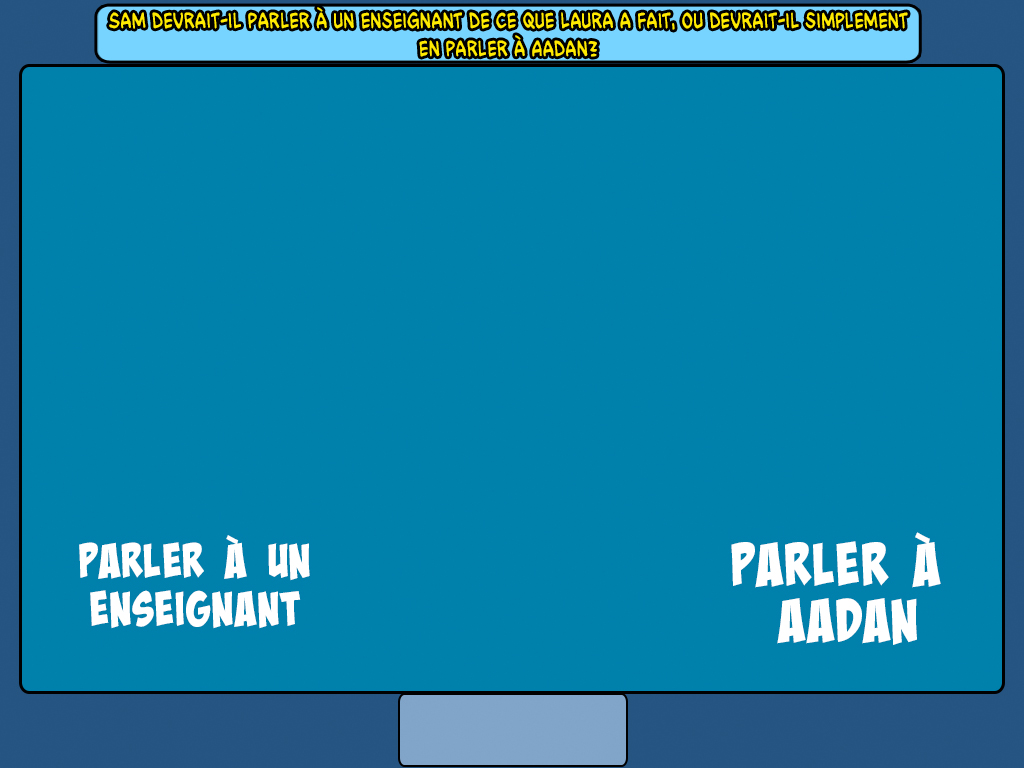 SAM DEVRAIT-IL PARLER À UN ENSEIGNANT DE CE QUE LAURA A FAIT, OU DEVRAIT-IL SIMPLEMENT
EN PARLER À AADAN?
PARLER À UN
ENSEIGNANT
PARLER À
AADAN